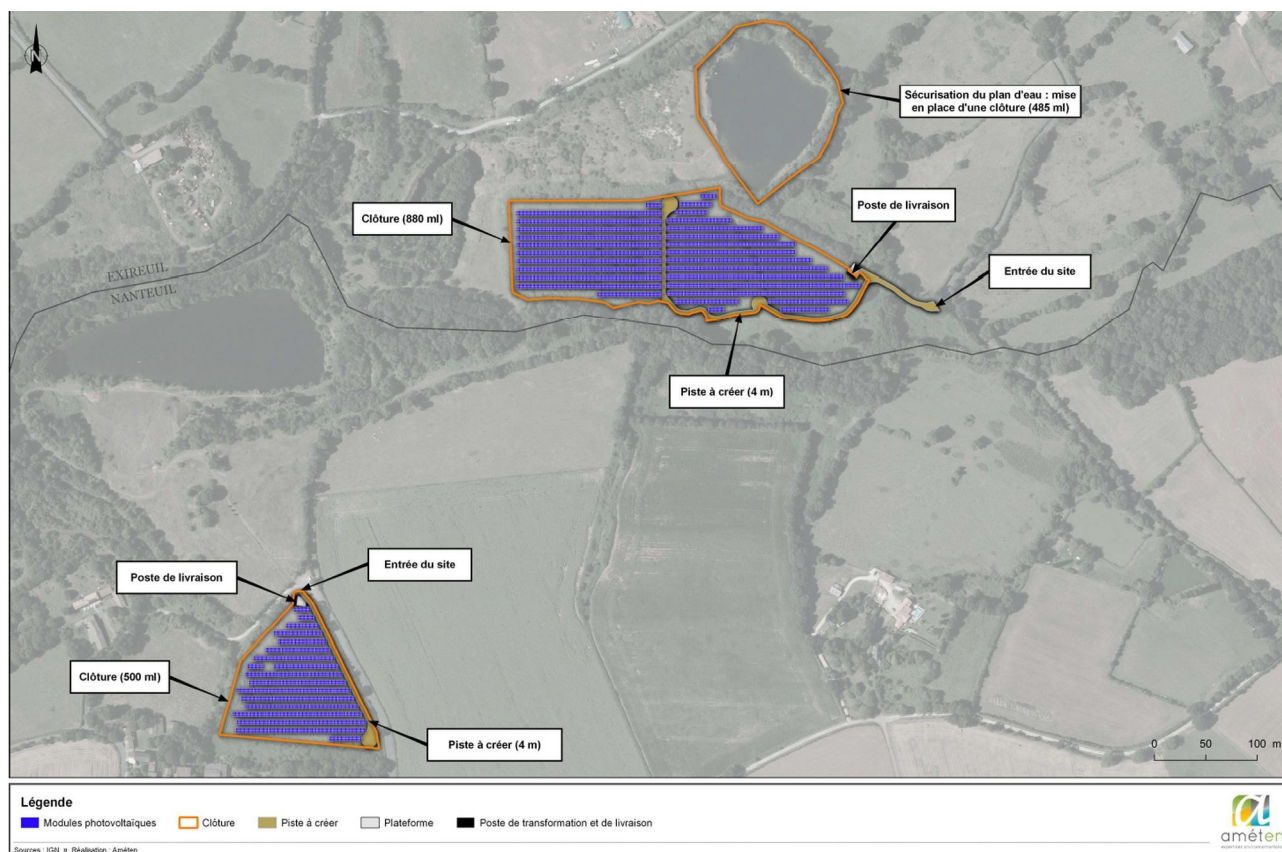 N
Sécurisation du plan d'eau : mise
en place d'une clôture (485 ml)
Clôture (880 ml)
Poste de livraison
Entrée du site
EXIREUIL
NANTEUIL
Piste à créer (4 m)
Entrée du site
Poste de livraison
Clôture (500 ml)
Piste à créer (4 m)
0 50 100 m
Légende
Modules photovoltaïques Clôture Piste à créer Plateforme Poste de transformation et de livraison
améten
Sources : IGN Réalisation : Améten